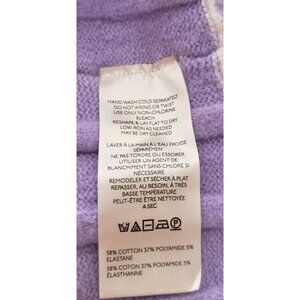 HAND WASH COLD SEPARATELY
DO NOT WRING OR TWIST
USE ONLY NON-CHLORINE
BLEACH
RESHAPE & LAY FLAT TO DRY
LOW IRON AS NEEDED
MAY BE DRY CLEANED
LAVER À LA MAIN À L'EAU FROIDE
SÉPARÉMENT
NE PAS TORDRE OU ESSORER
UTILISER UN AGENT DE
BLANCHIMENT SANS CHLORE SI
NÉCESSAIRE
REMODELER ET SÉCHER À PLAT
REPASSER, AU BESOIN, À TRÈS
BASSE TEMPÉRATURE
PEUT-ÊTRE ÊTRE NETTOYÉE
A SEC
58% COTTON 37% POLYAMIDE 5%
ELASTANE
58% COTTON 37% POLYAMIDE 5%
ÉLASTHANNE